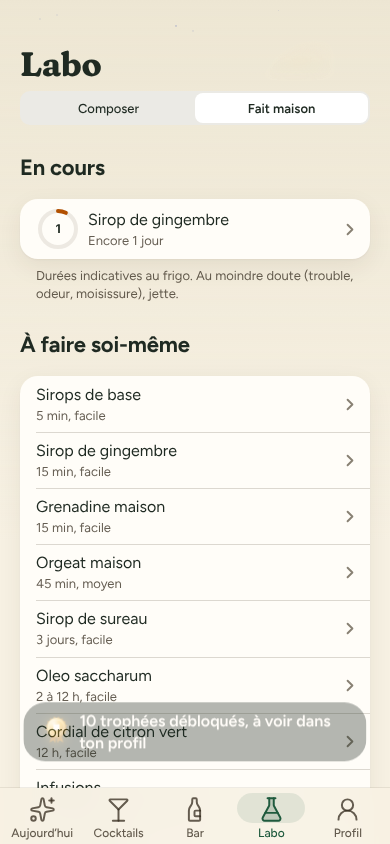 Labo
Composer
Fait maison
En cours
1
Sirop de gingembre
Encore 1 jour
Durées indicatives au frigo. Au moindre doute (trouble,
odeur, moisissure), jette.
À faire soi-même
Sirops de base
5 min, facile
Sirop de gingembre
15 min, facile
Grenadine maison
15 min, facile
Orgeat maison
45 min, moyen
Sirop de sureau
3 jours, facile
Oleo saccharum
2 à 12 h, facile
10 trophées débloqués, à voir dans
ton profil
Cordial de citron vert
12 h, facile
Infusions
Aujourd'hui
Cocktails
Bar
Labo
Profil